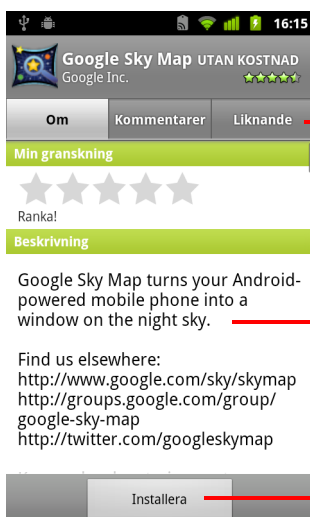 16:15
Google Sky Map UTAN KOSTNAD
Google Inc.
Om Kommentarer Liknande
Min granskning
Ranka!
Beskrivning
Google Sky Map turns your Android-
powered mobile phone into a
window on the night sky.
Find us elsewhere:
http://www.google.com/sky/skymap
http://groups.google.com/group/
google-sky-map
http://twitter.com/googleskymap
Installera